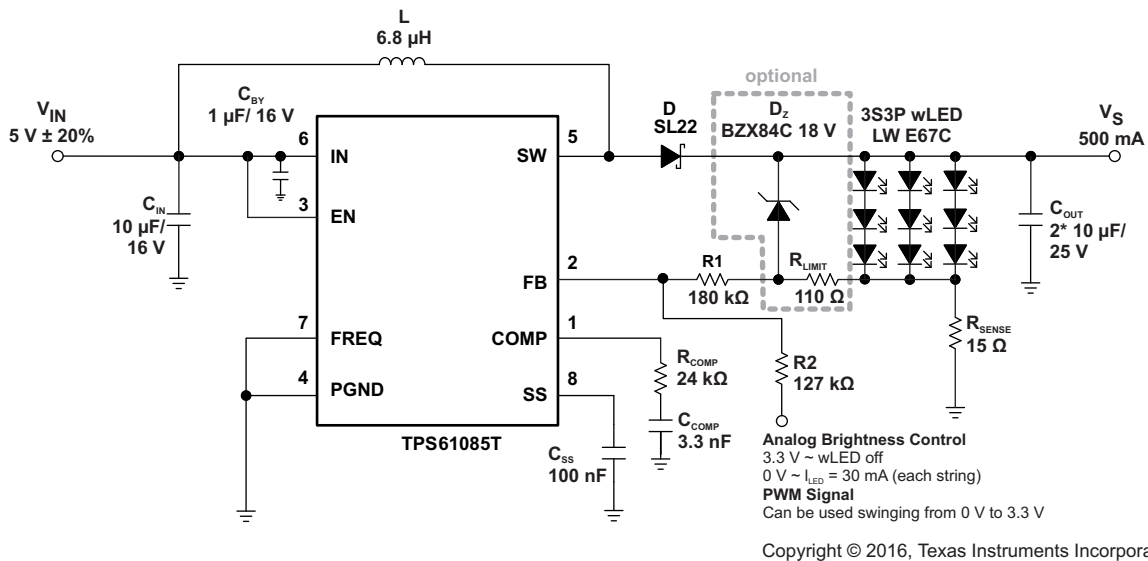 L
6.8 µH
optional
V_IN
5 V ± 20%
C_BY
1 µF/ 16 V
D
SL22
D_Z
BZX84C 18 V
3S3P wLED
LW E67C
V_S
500 mA
6
IN
SW
5
3
EN
C_IN
10 µF/
16 V
C_OUT
2* 10 µF/
25 V
FB
2
R1
180 kΩ
R_LIMIT
110 Ω
7
FREQ
COMP
1
R_SENSE
15 Ω
R_COMP
24 kΩ
R2
127 kΩ
4
PGND
SS
8
C_COMP
3.3 nF
TPS61085T
C_SS
100 nF
Analog Brightness Control
3.3 V ~ wLED off
0 V ~ I_LED = 30 mA (each string)
PWM Signal
Can be used swinging from 0 V to 3.3 V
Copyright © 2016, Texas Instruments Incorpora